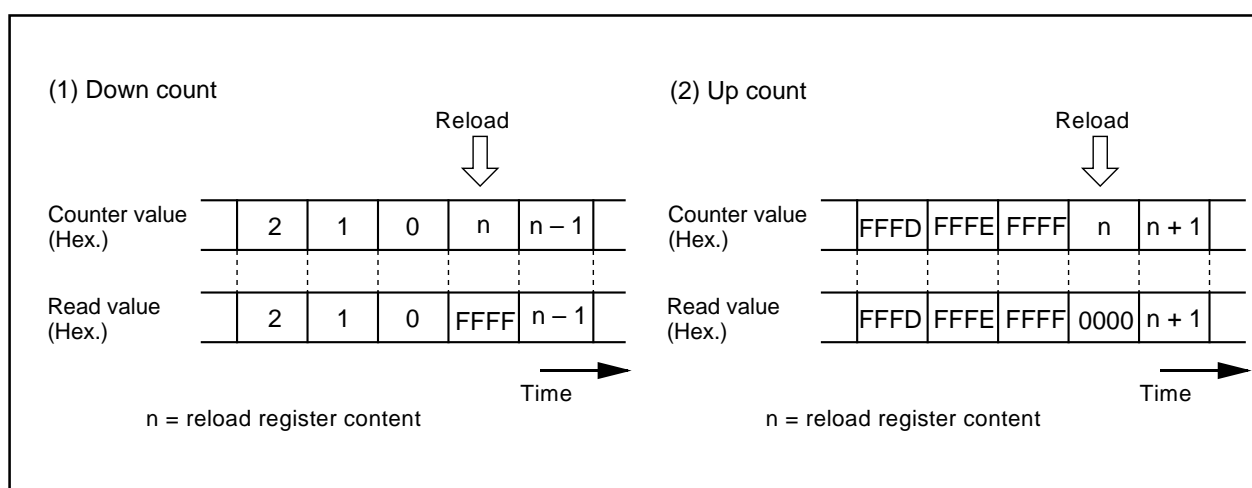 (1) Down count
Reload
Counter value
(Hex.)
2 1 0 n n – 1
Read value
(Hex.)
2 1 0 FFFF n – 1
Time
n = reload register content
(2) Up count
Reload
Counter value
(Hex.)
FFFD FFFE FFFF n n + 1
Read value
(Hex.)
FFFD FFFE FFFF 0000 n + 1
Time
n = reload register content